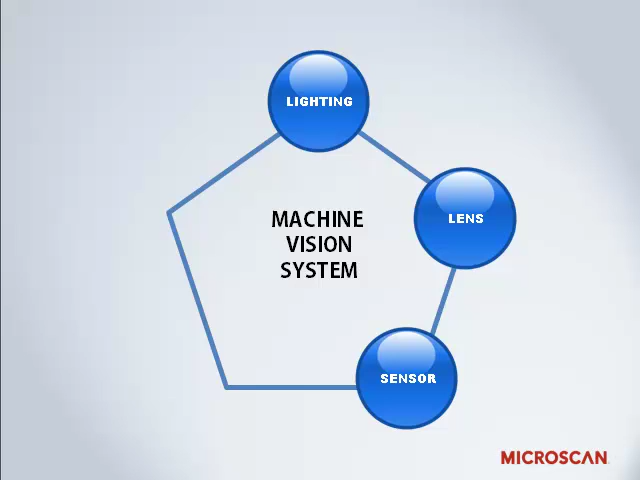 LIGHTING
LENS
MACHINE
VISION
SYSTEM
SENSOR
MICROSCAN